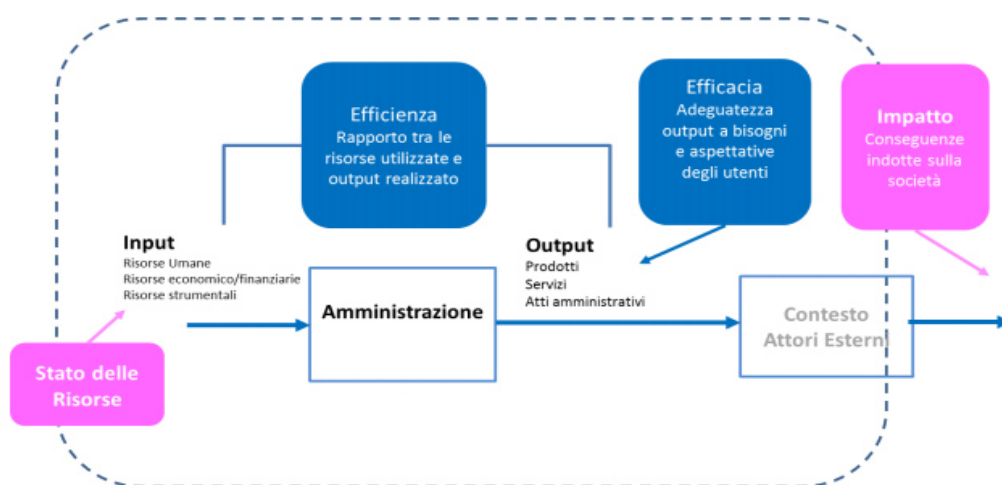 Efficienza
Rapporto tra le
risorse utilizzate e
output realizzato
Efficacia
Adeguatezza
output a bisogni
e aspettative
degli utenti
Impatto
Conseguenze
indotte sulla
società
Input
Risorse Umane
Risorse economico/finanziarie
Risorse strumentali
Output
Prodotti
Servizi
Atti amministrativi
Amministrazione
Contesto
Attori Esterni
Stato delle
Risorse